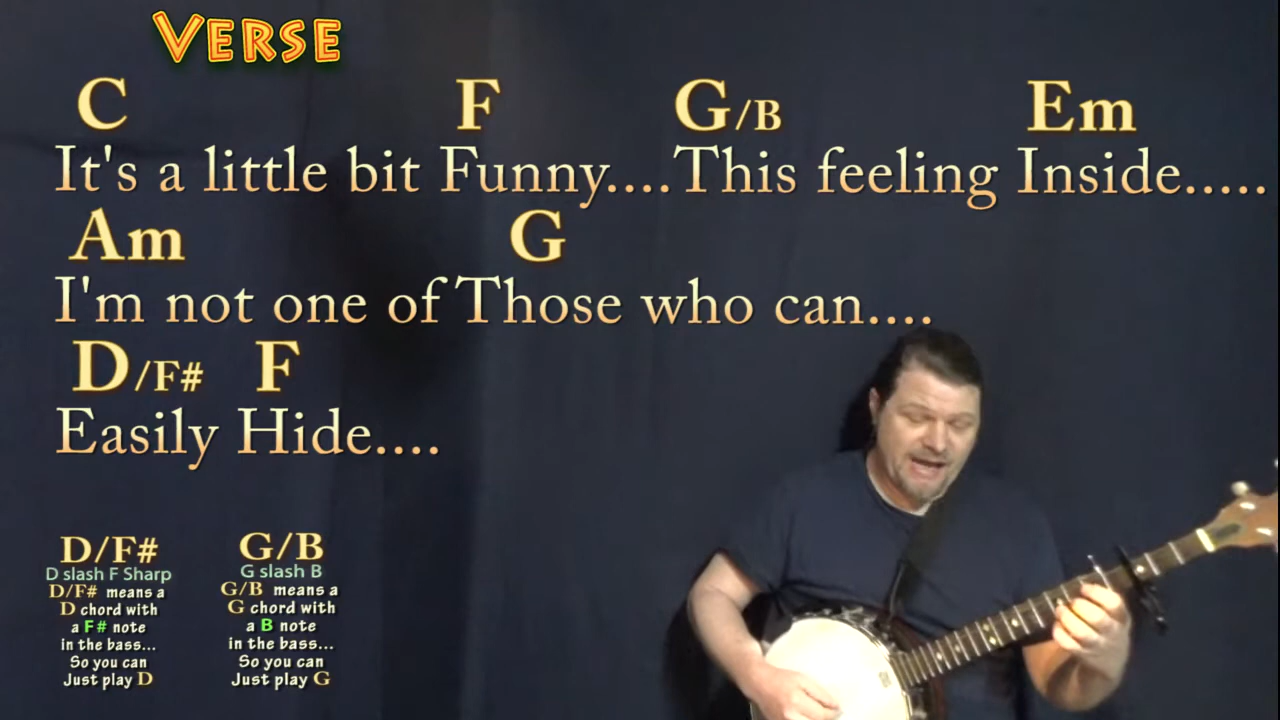 VERSE
C F G/B Em
It's a little bit Funny....This feeling Inside.....
Am G
I'm not one of Those who can....
D/F# F
Easily Hide....
D/F#
D slash F Sharp
D/F# means a
D chord with
a F# note
in the bass...
So you can
Just play D
G/B
G slash B
G/B means a
G chord with
a B note
in the bass...
So you can
Just play G